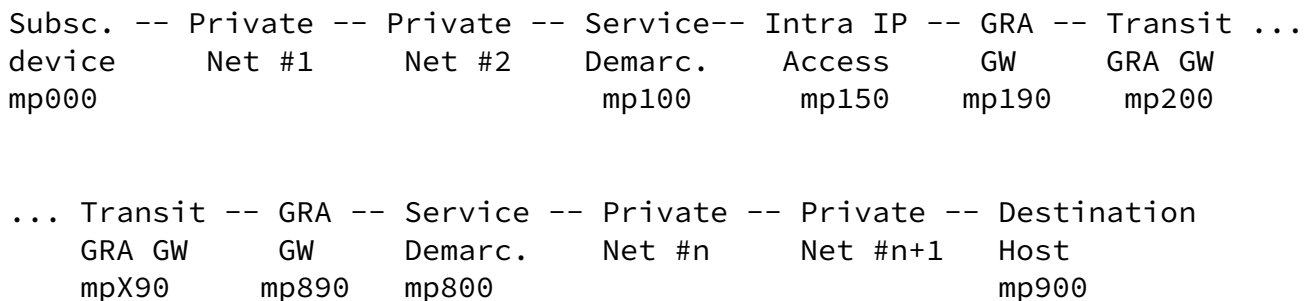 Subsc. -- Private -- Private -- Service-- Intra IP -- GRA -- Transit ...
device Net #1 Net #2 Demarc. Access GW GRA GW
mp000 mp100 mp150 mp190 mp200
... Transit -- GRA -- Service -- Private -- Private -- Destination
GRA GW GW Demarc. Net #n Net #n+1 Host
mpX90 mp890 mp800 mp900